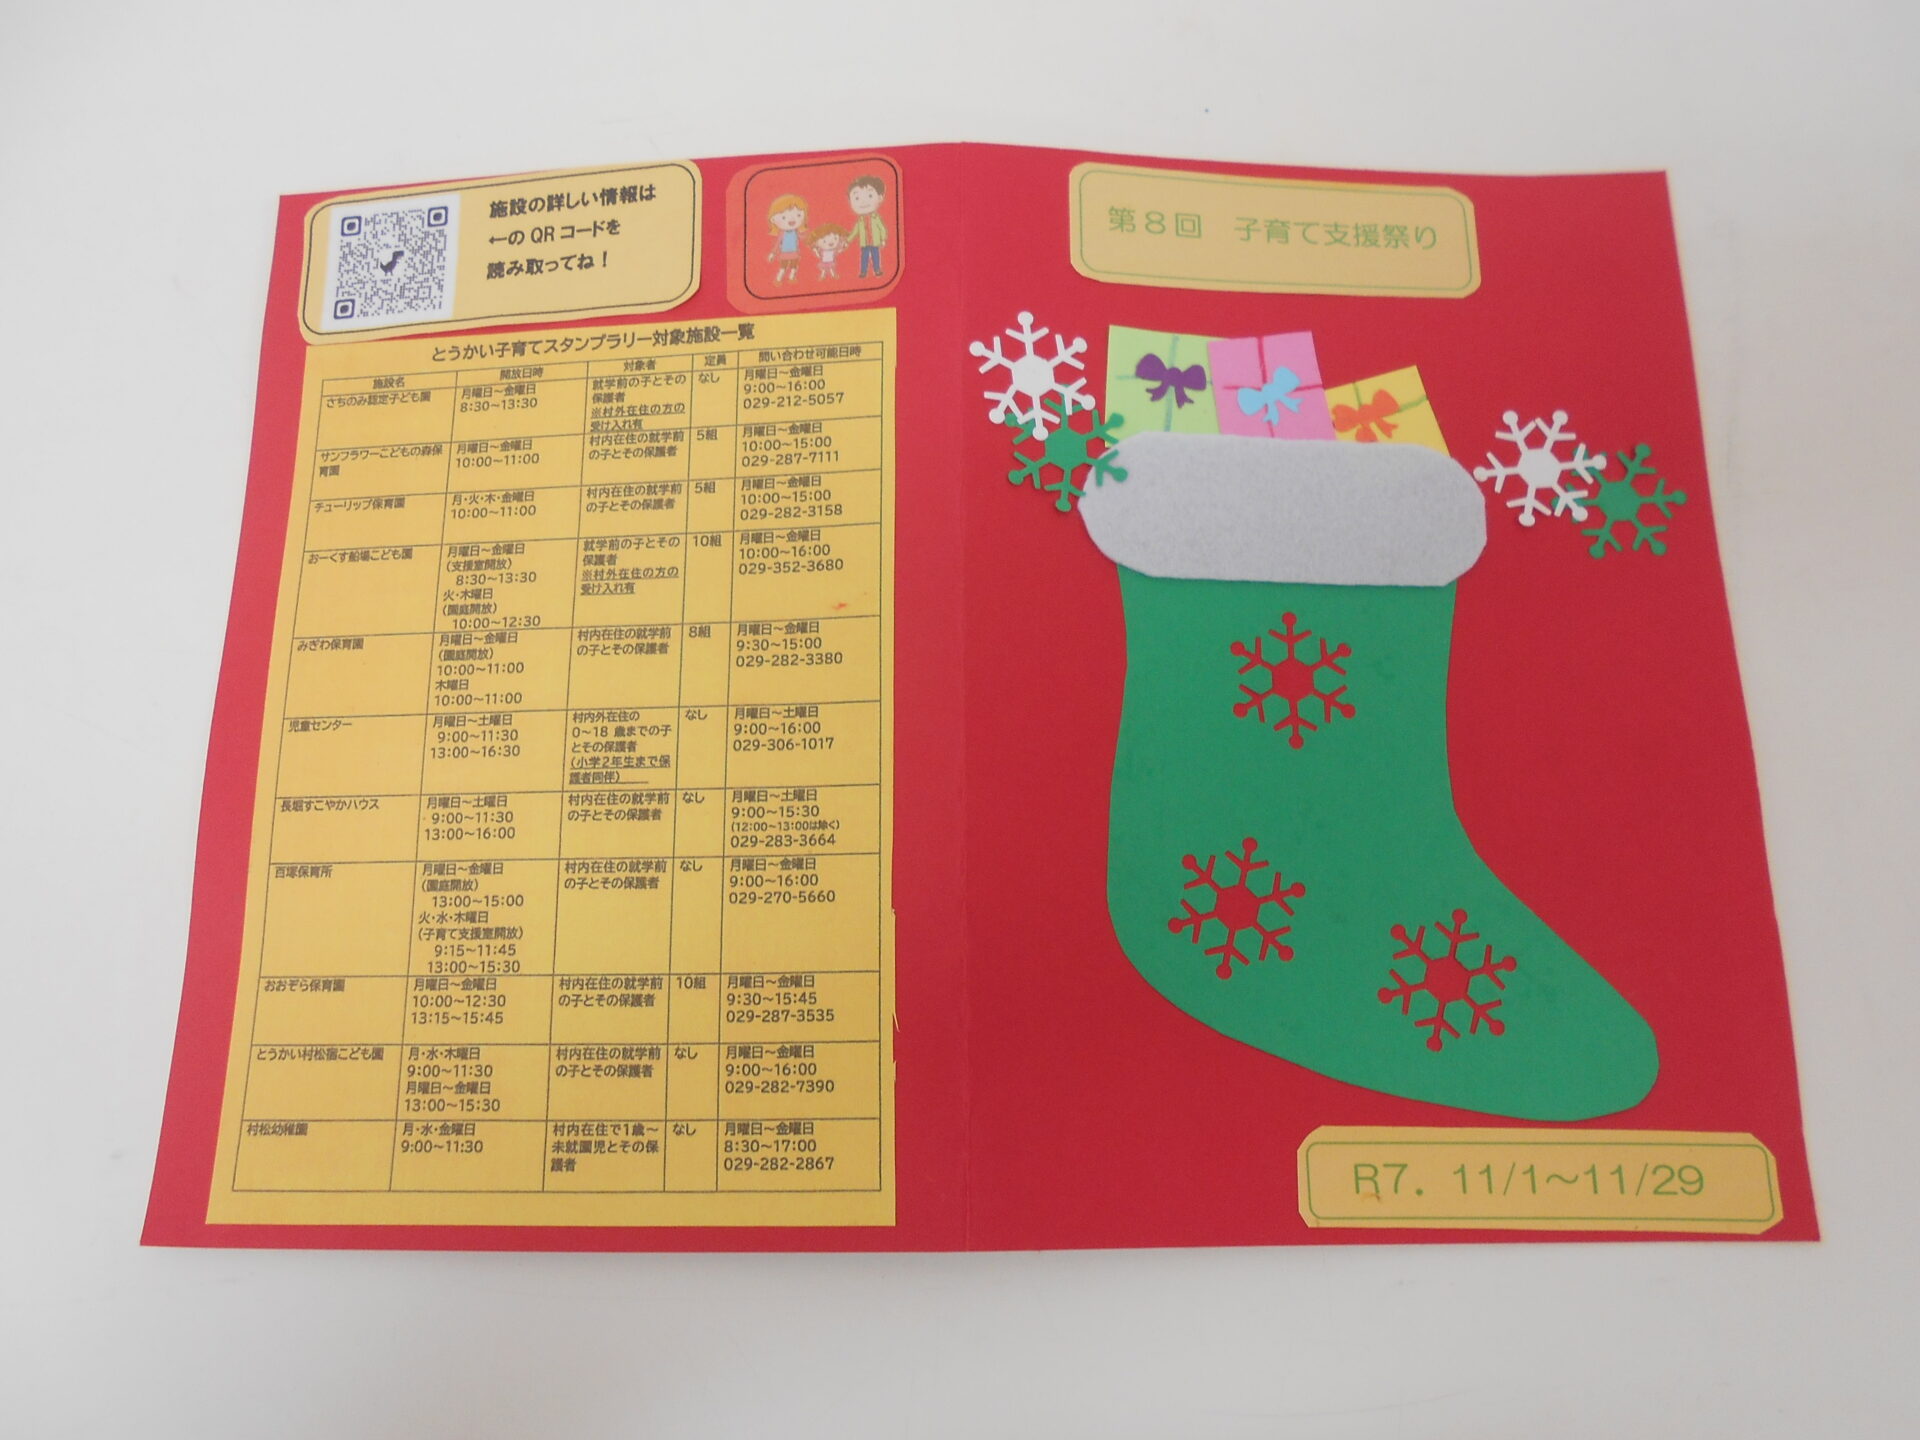 施設の詳しい情報は
←のQRコードを
読み取ってね！
とうかい子育てスタンプラリー対象施設一覧
施設名 開放日時 対象者 定員 問い合わせ可能日時
さちのみ認定子ども園 月曜日～金曜日 就学前の子とその なし 月曜日～金曜日
8:30～13:30 保護者 9:00～16:00
※村外在住の方の 029-212-5057
受け入れ有
サンフラワーこどもの森保 月曜日～金曜日 村内在住の就学前 5組 月曜日～金曜日
育園 10:00～11:00 の子とその保護者 10:00～15:00
029-287-7111
チューリップ保育園 月・火・木・金曜日 村内在住の就学前 5組 月曜日～金曜日
10:00～11:00 の子とその保護者 10:00～15:00
029-282-3158
おーくす船場こども園 月曜日～金曜日 就学前の子とその 10組 月曜日～金曜日
(支援室開放) 保護者 10:00～16:00
8:30～13:30 ※村外在住の方の 029-352-3680
火・木曜日 受け入れ有
(園庭開放)
10:00～12:30
みぎわ保育園 月曜日～金曜日 村内在住の就学前 8組 月曜日～金曜日
(園庭開放) の子とその保護者 9:30～15:00
10:00～11:00 029-282-3380
木曜日
10:00～11:00
児童センター 月曜日～土曜日 村内外在住の なし 月曜日～土曜日
9:00～11:30 0～18 歳までの子 9:00～16:00
13:00～16:30 とその保護者 029-306-1017
(小学2年生まで保
護者同伴)
長堀すこやかハウス 月曜日～土曜日 村内在住の就学前 なし 月曜日～土曜日
9:00～11:30 の子とその保護者 9:00～15:30
13:00～16:00 (12:00～13:00は除く)
029-283-3664
百塚保育所 月曜日～金曜日 村内在住の就学前 なし 月曜日～金曜日
(園庭開放) の子とその保護者 9:00～16:00
13:00～15:00 029-270-5660
火・水・木曜日
(子育て支援室開放)
9:15～11:45
13:00～15:30
おおぞら保育園 月曜日～金曜日 村内在住の就学前 10組 月曜日～金曜日
10:00～12:30 の子とその保護者 9:30～15:45
13:15～15:45 029-287-3535
とうかい村松宿こども園 月・水・木曜日 村内在住の就学前 なし 月曜日～金曜日
9:00～11:30 の子とその保護者 9:00～16:00
月曜日～金曜日 029-282-7390
13:00～15:30
村松幼稚園 月・水・金曜日 村内在住で1歳～ なし 月曜日～金曜日
9:00～11:30 未就園児とその保 8:30～17:00
護者 029-282-2867
第8回 子育て支援祭り
R7. 11/1～11/29